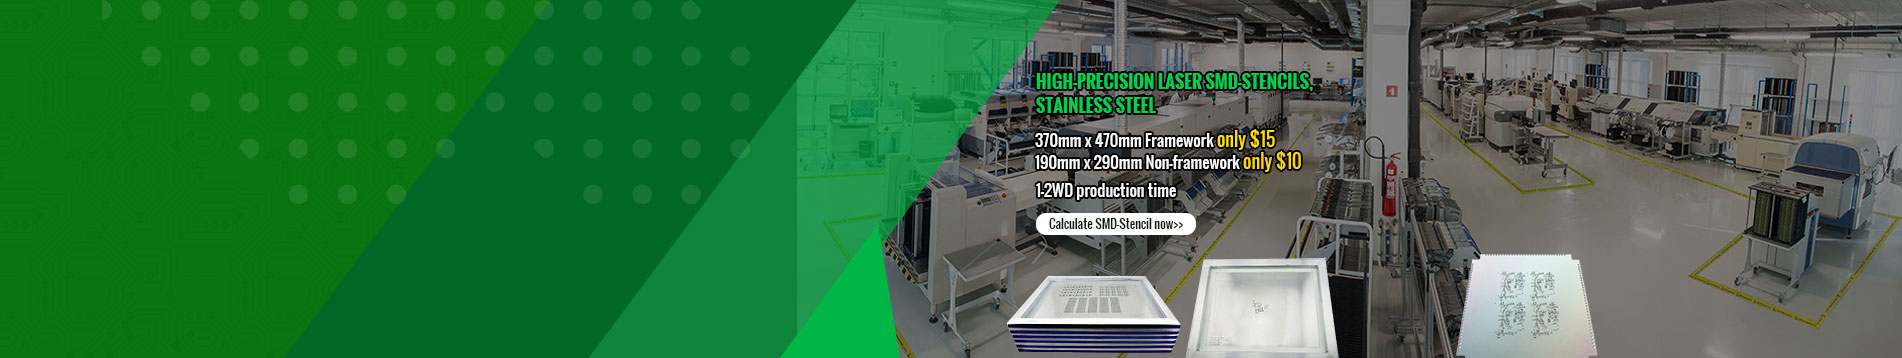 HIGH-PRECISION LASER SMD-STENCILS,
STAINLESS STEEL
370mm x 470mm Framework only $15
190mm x 290mm Non-framework only $10
1-2WD production time
Calculate SMD-Stencil now>>